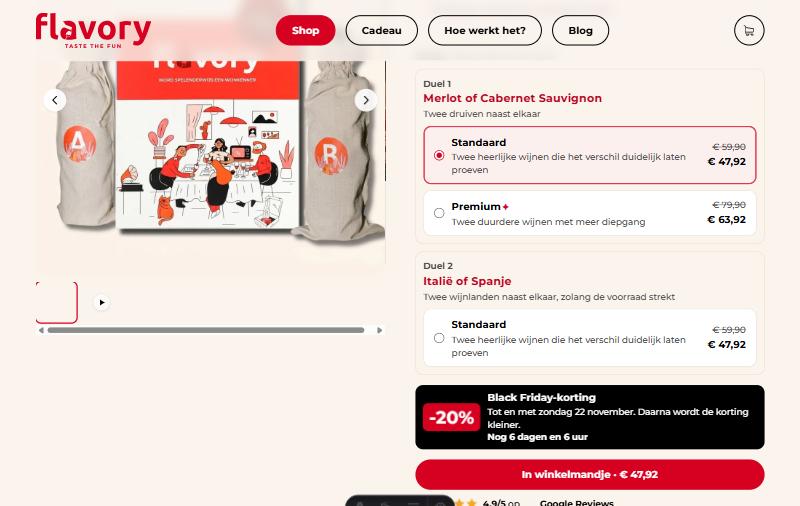 flavory
TASTE THE FUN
Shop
Cadeau
Hoe werkt het?
Blog
WORD SPELENDERWIJS EEN WIJNKENNER
A
B
Duel 1
Merlot of Cabernet Sauvignon
Twee druiven naast elkaar
Standaard
€ 59,90
Twee heerlijke wijnen die het verschil duidelijk laten
proeven
€ 47,92
Premium
€ 79,90
Twee duurdere wijnen met meer diepgang
€ 63,92
Duel 2
Italië of Spanje
Twee wijnlanden naast elkaar, zolang de voorraad strekt
Standaard
€ 59,90
Twee heerlijke wijnen die het verschil duidelijk laten
proeven
€ 47,92
-20%
Black Friday-korting
Tot en met zondag 22 november. Daarna wordt de korting
kleiner.
Nog 6 dagen en 6 uur
In winkelmandje · € 47,92
4,9/5 op
Google Reviews